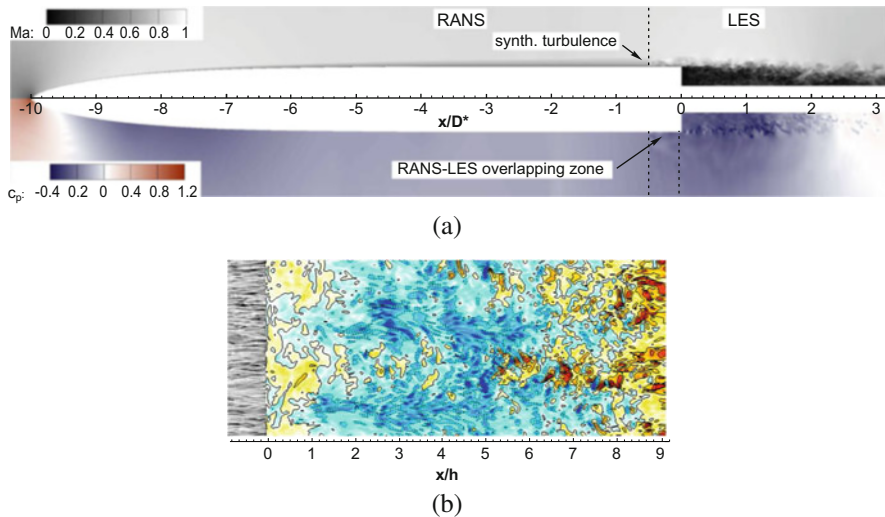 Ma: 0 0.2 0.4 0.6 0.8 1
RANS
LES
synth. turbulence
-10 -9 -8 -7 -6 -5 -4 -3 -2 -1 0 1 2 3
x/D*
RANS-LES overlapping zone
cp: -0.4 -0.2 0 0.4 0.8 1.2
(a)
0 1 2 3 4 5 6 7 8 9
x/h
(b)